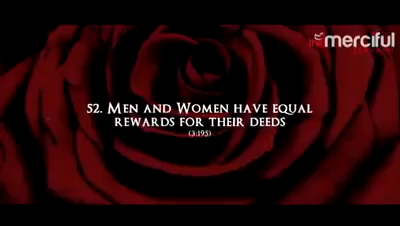 merciful
52. MEN AND WOMEN HAVE EQUAL
REWARDS FOR THEIR DEEDS
(3:195)